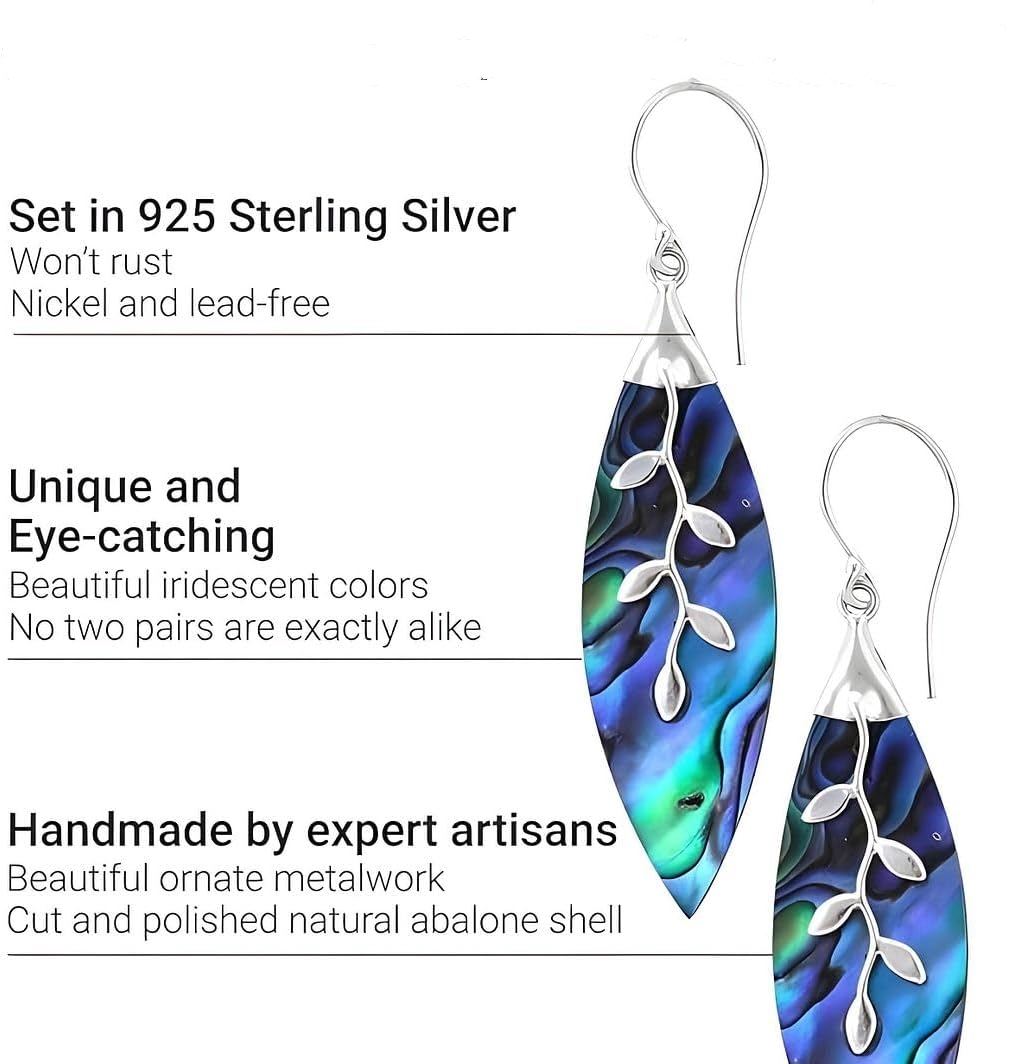 Set in 925 Sterling Silver
Won't rust
Nickel and lead-free
Unique and
Eye-catching
Beautiful iridescent colors
No two pairs are exactly alike
Handmade by expert artisans
Beautiful ornate metalwork
Cut and polished natural abalone shell